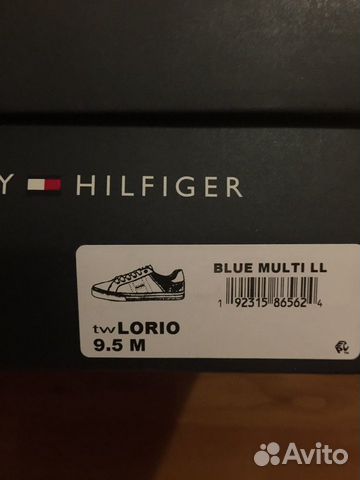 Y HILFIGER
BLUE MULTI LL
1 92315 86562 4
twLORIO
9.5 M
Avito